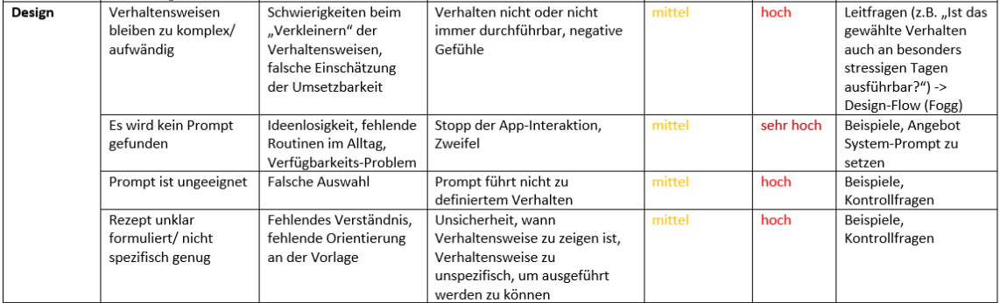 Design
Verhaltensweisen
bleiben zu komplex/
aufwändig
Schwierigkeiten beim
„Verkleinern“ der
Verhaltensweisen,
falsche Einschätzung
der Umsetzbarkeit
Verhalten nicht oder nicht
immer durchführbar, negative
Gefühle
mittel
hoch
Leitfragen (z.B. „Ist das
gewählte Verhalten
auch an besonders
stressigen Tagen
ausführbar?“) ->
Design-Flow (Fogg)
Es wird kein Prompt
gefunden
Ideenlosigkeit, fehlende
Routinen im Alltag,
Verfügbarkeits-Problem
Stopp der App-Interaktion,
Zweifel
mittel
sehr hoch
Beispiele, Angebot
System-Prompt zu
setzen
Prompt ist ungeeignet
Falsche Auswahl
Prompt führt nicht zu
definiertem Verhalten
mittel
hoch
Beispiele,
Kontrollfragen
Rezept unklar
formuliert/ nicht
spezifisch genug
Fehlendes Verständnis,
fehlende Orientierung
an der Vorlage
Unsicherheit, wann
Verhaltensweise zu zeigen ist,
Verhaltensweise zu
unspezifisch, um ausgeführt
werden zu können
mittel
hoch
Beispiele,
Kontrollfragen